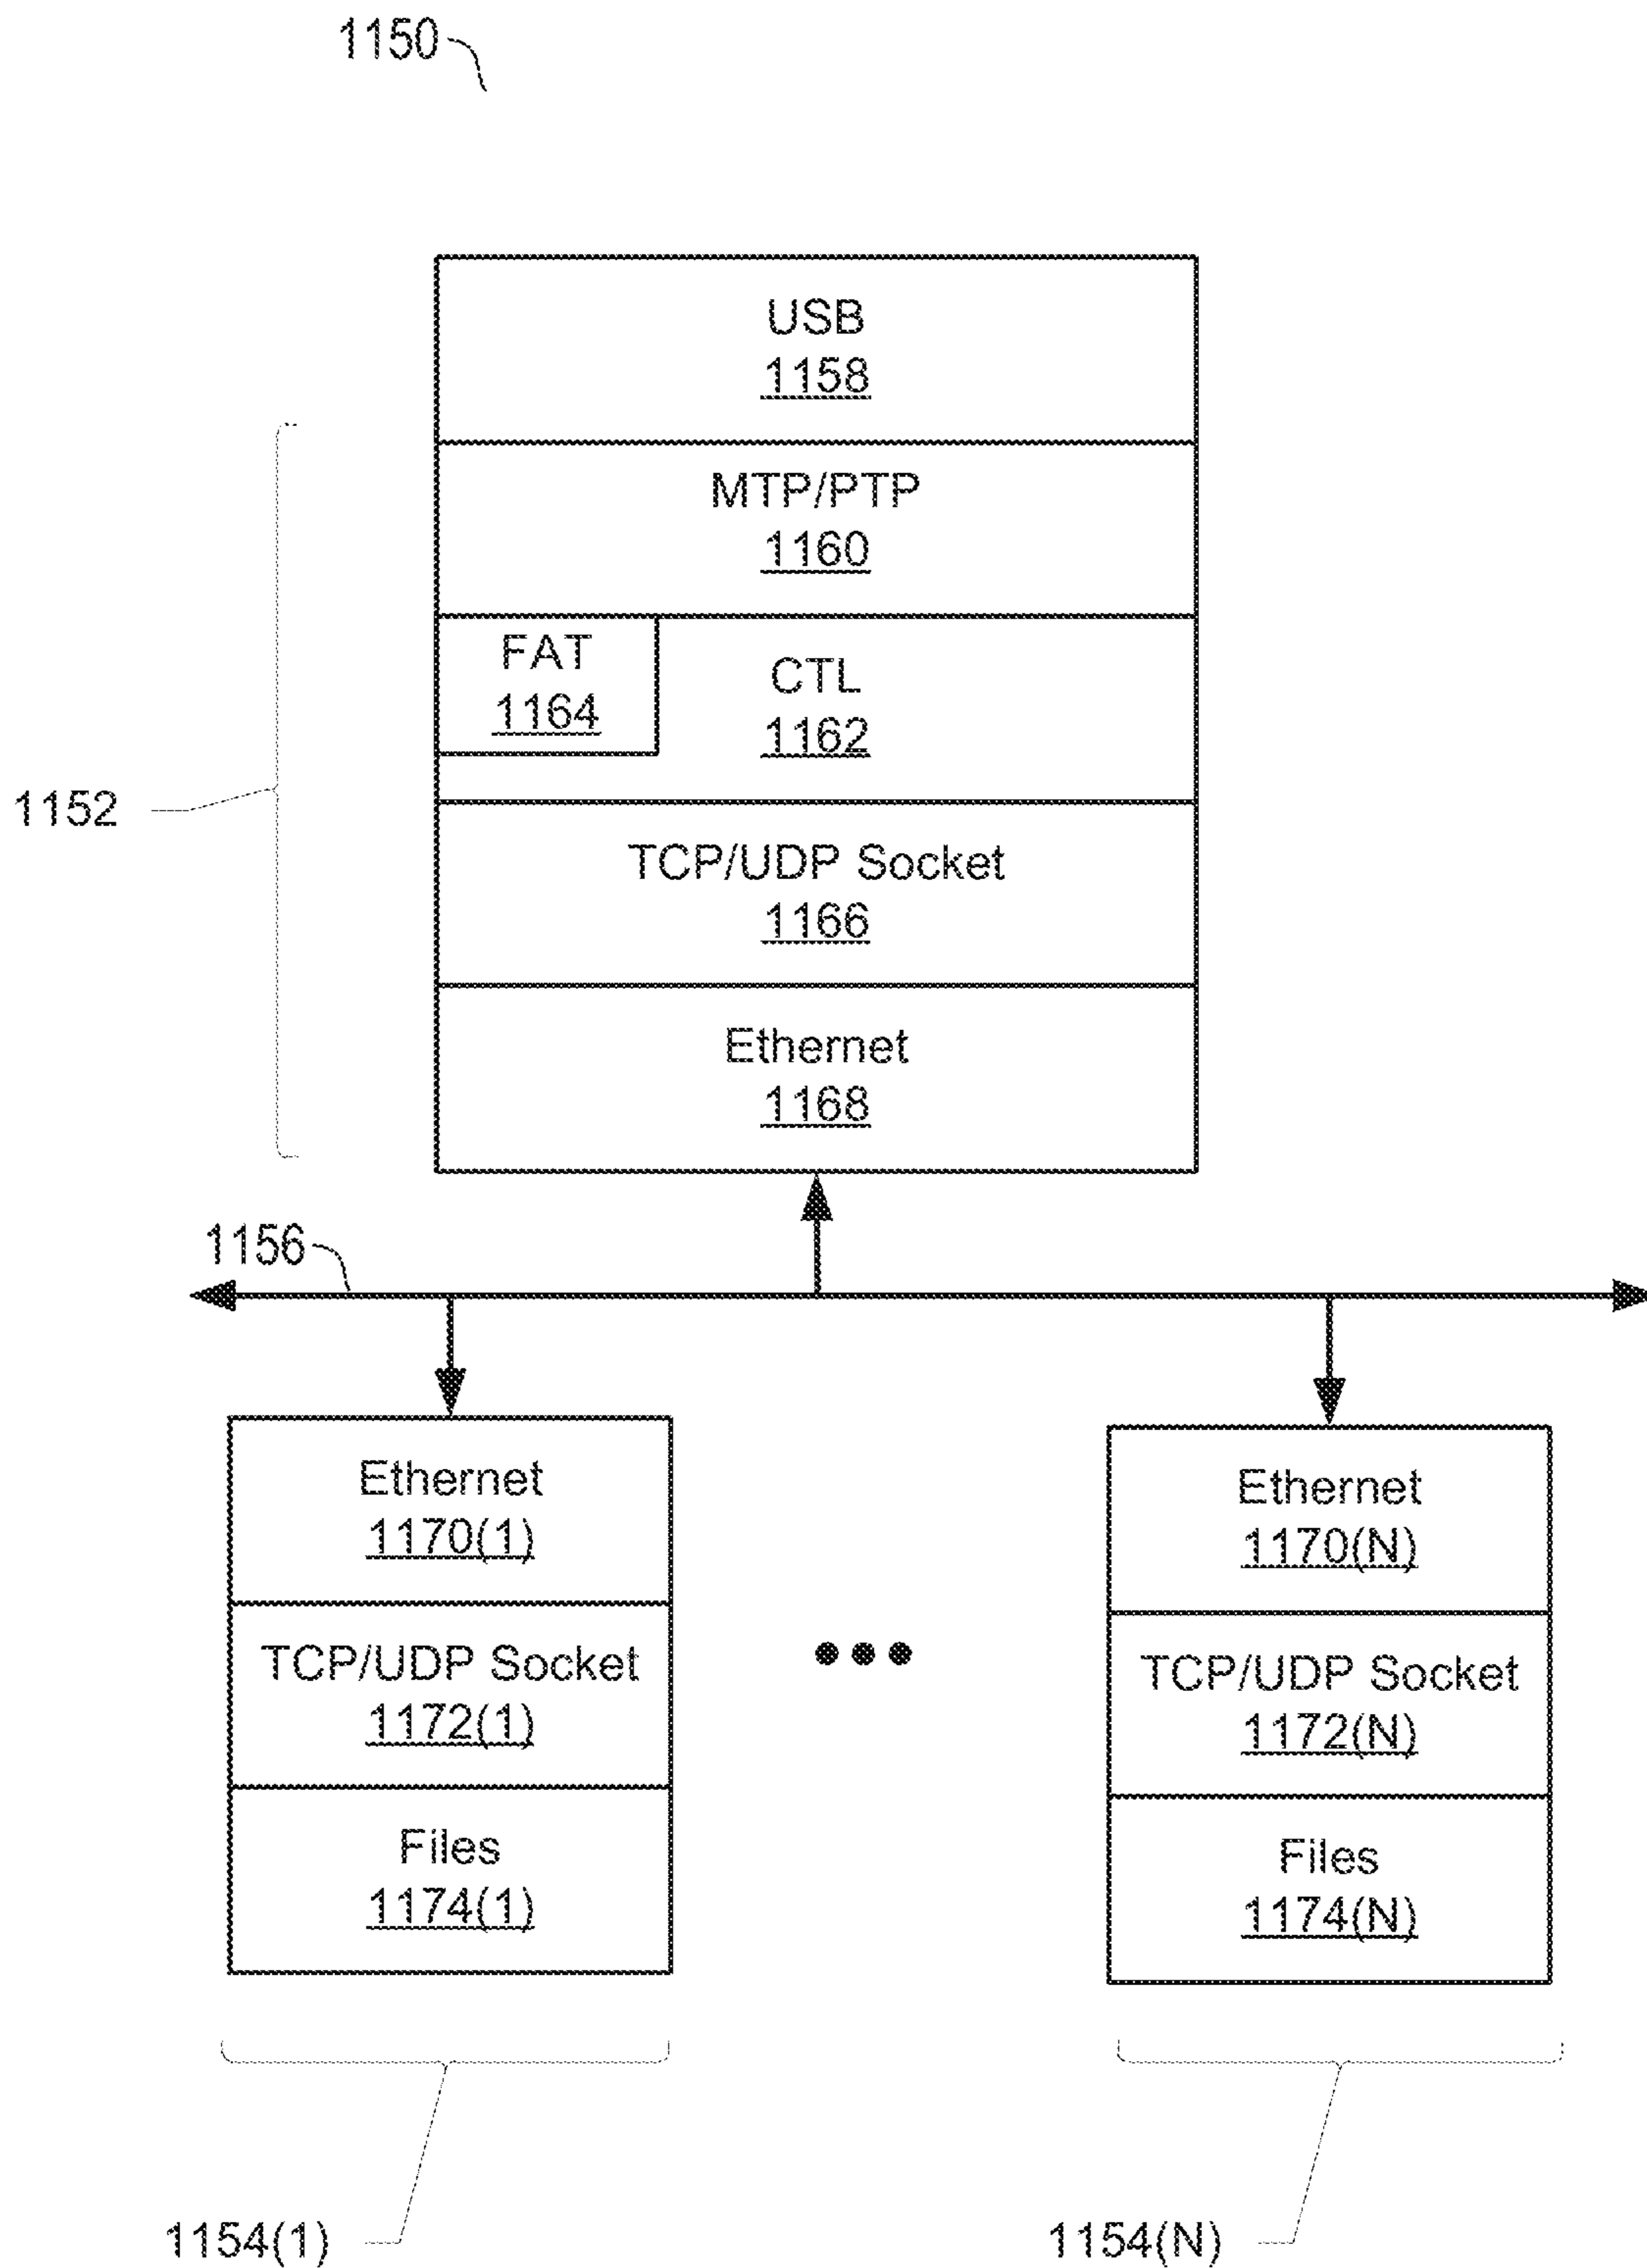 1150
USB
1158
MTP/PTP
1160
FAT
1164
CTL
1162
1152
TCP/UDP Socket
1166
Ethernet
1168
1156
Ethernet
1170(1)
TCP/UDP Socket
1172(1)
Files
1174(1)
Ethernet
1170(N)
TCP/UDP Socket
1172(N)
Files
1174(N)
1154(1)
1154(N)